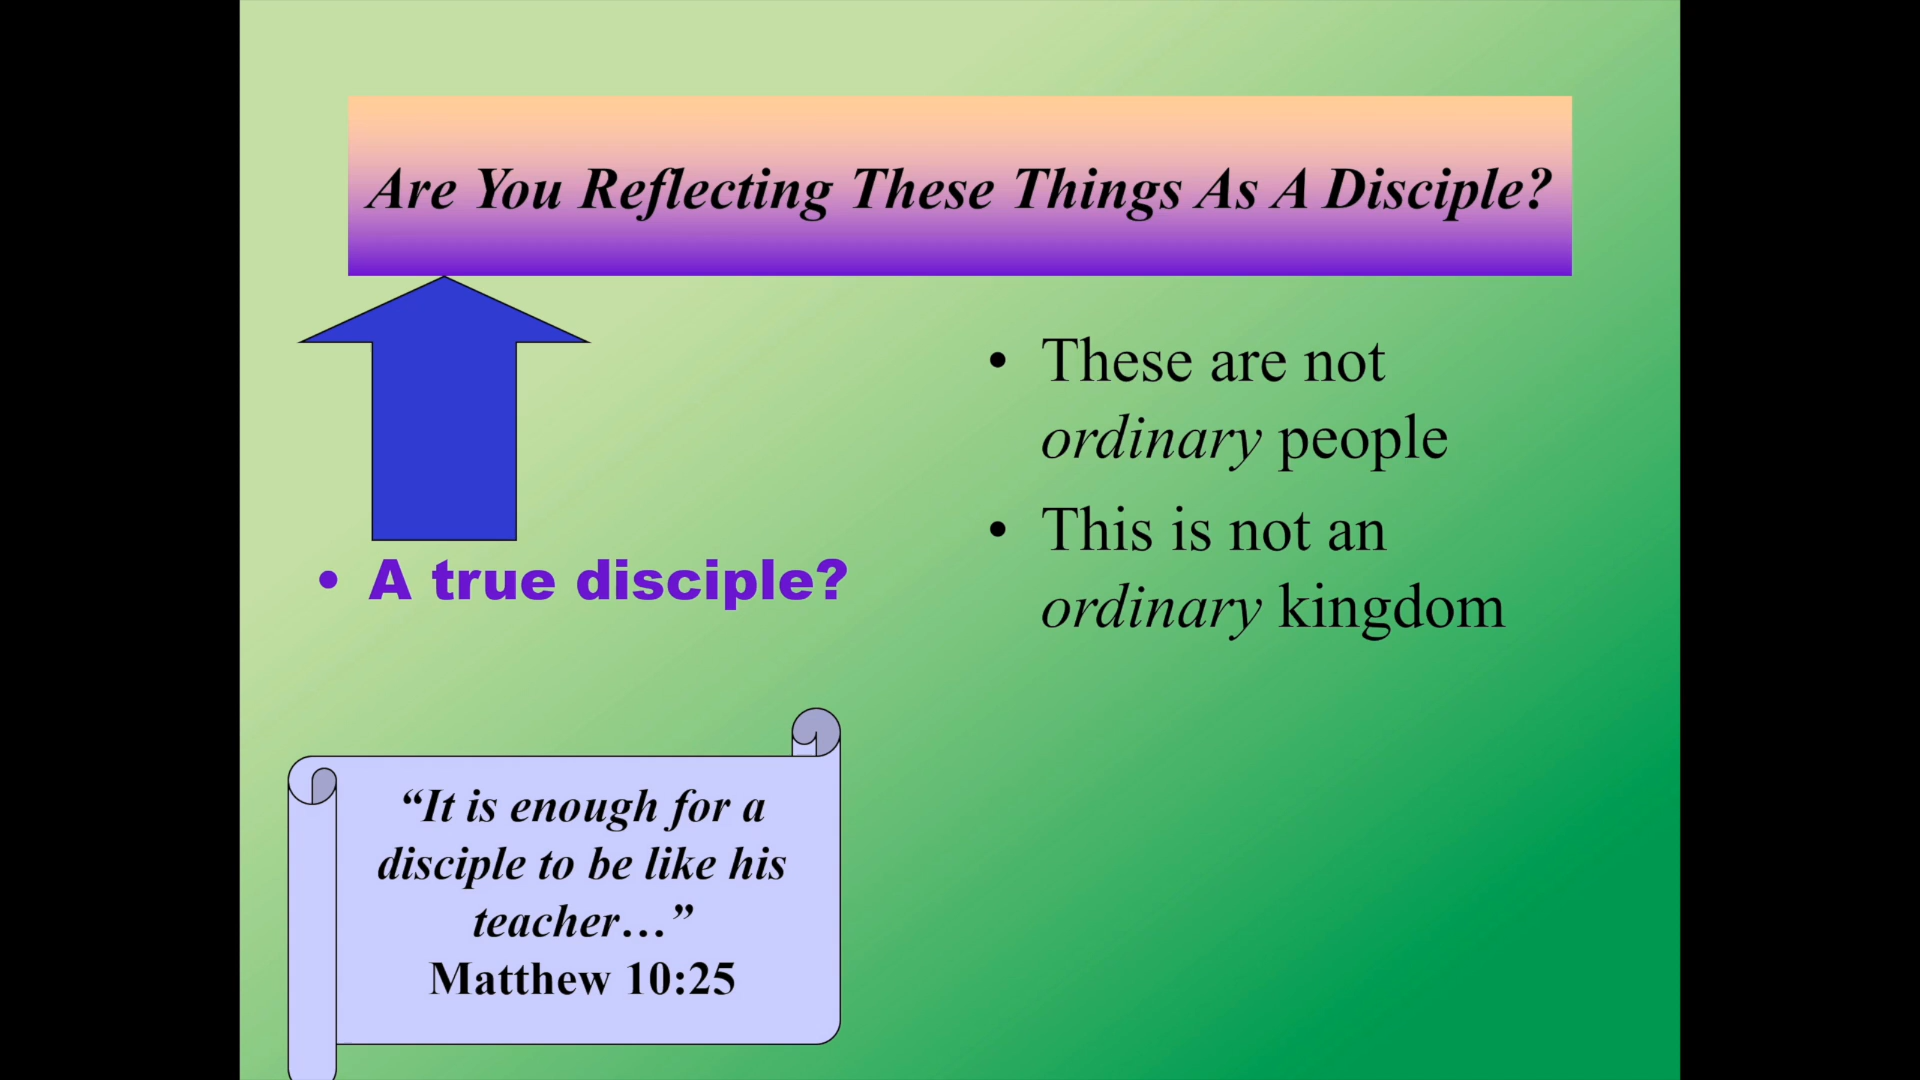 Are You Reflecting These Things As A Disciple?
• A true disciple?
“It is enough for a
disciple to be like his
teacher…”
Matthew 10:25
• These are not
ordinary people
• This is not an
ordinary kingdom